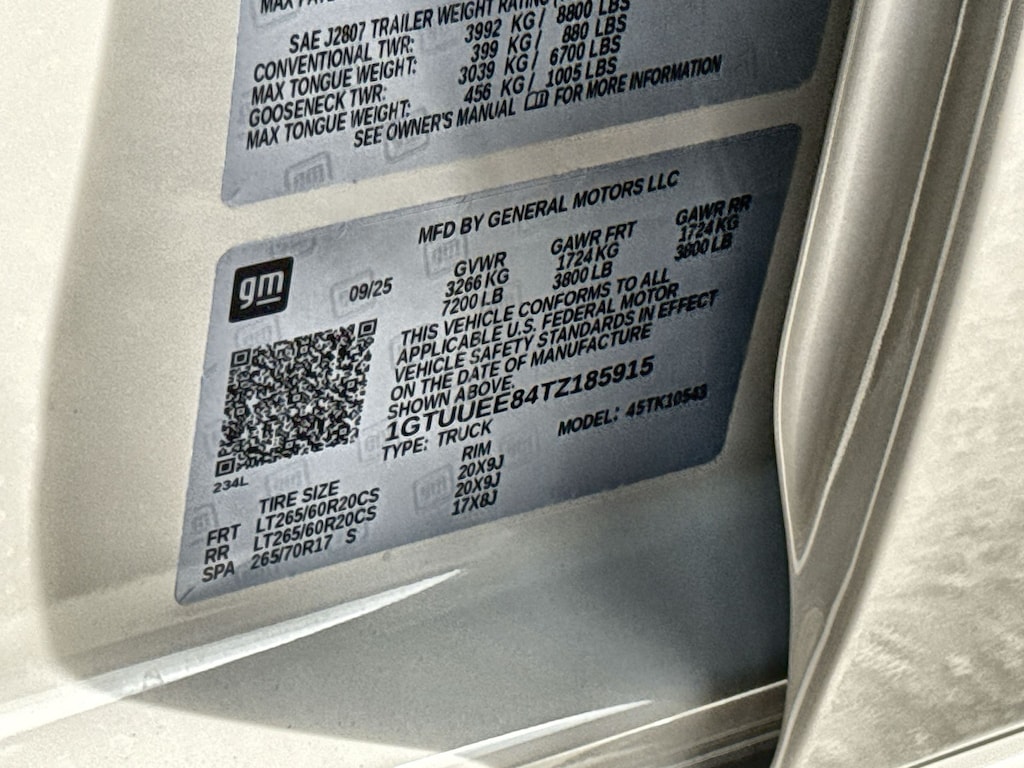 SAE J2807 TRAILER WEIGHT RATING
CONVENTIONAL TWR: 3992 KG/ 8800 LBS
MAX TONGUE WEIGHT: 399 KG/ 880 LBS
GOOSENECK TWR: 3039 KG/ 6700 LBS
MAX TONGUE WEIGHT: 456 KG/ 1005 LBS
SEE OWNER'S MANUAL FOR MORE INFORMATION
MFD BY GENERAL MOTORS LLC
gm
09/25
GVWR GAWR FRT GAWR RR
3266 KG 1724 KG 1724 KG
7200 LB 3800 LB 3800 LB
THIS VEHICLE CONFORMS TO ALL
APPLICABLE U.S. FEDERAL MOTOR
VEHICLE SAFETY STANDARDS IN EFFECT
ON THE DATE OF MANUFACTURE
SHOWN ABOVE.
1GTUUEE84TZ185915
TYPE: TRUCK MODEL: 4STK10543
234L
TIRE SIZE RIM
FRT LT265/60R20CS 20X9J
RR LT265/60R20CS 20X9J
SPA 265/70R17 S 17X8J